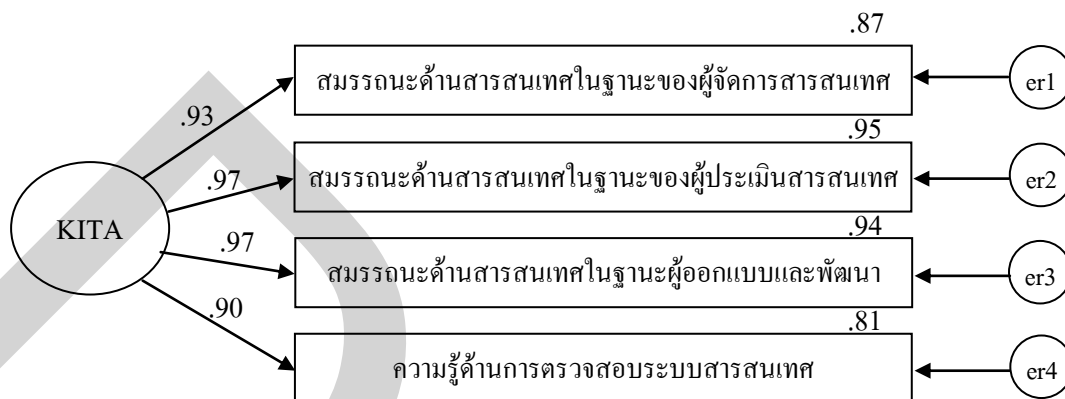 .87
สมรรถนะด้านสารสนเทศในฐานะของผู้จัดการสารสนเทศ
er1
.93
.95
สมรรถนะด้านสารสนเทศในฐานะของผู้ประเมินสารสนเทศ
er2
.97
KITA
.94
.97
สมรรถนะด้านสารสนเทศในฐานะผู้ออกแบบและพัฒนา
er3
.90
.81
ความรู้ด้านการตรวจสอบระบบสารสนเทศ
er4